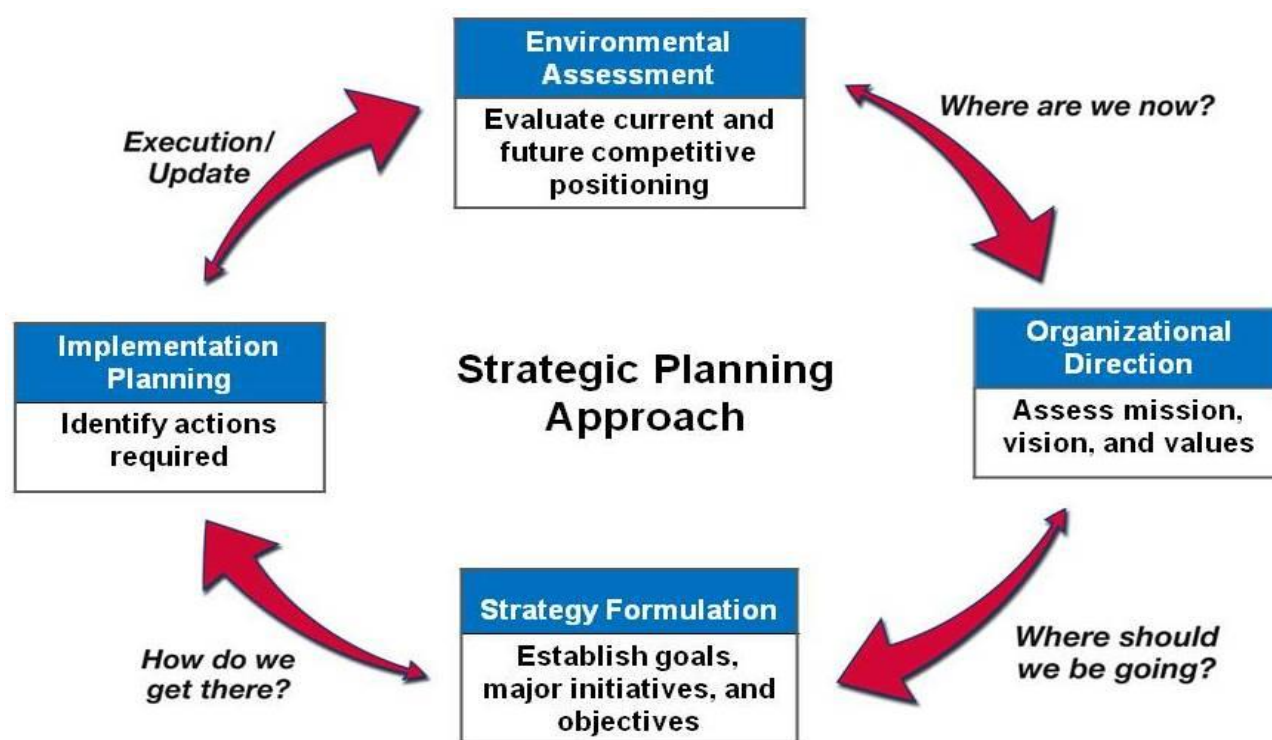 Environmental
Assessment
Evaluate current and
future competitive
positioning
Where are we now?
Organizational
Direction
Assess mission,
vision, and values
Where should
we be going?
Strategy Formulation
Establish goals,
major initiatives, and
objectives
How do we
get there?
Implementation
Planning
Identify actions
required
Execution/
Update
Strategic Planning
Approach